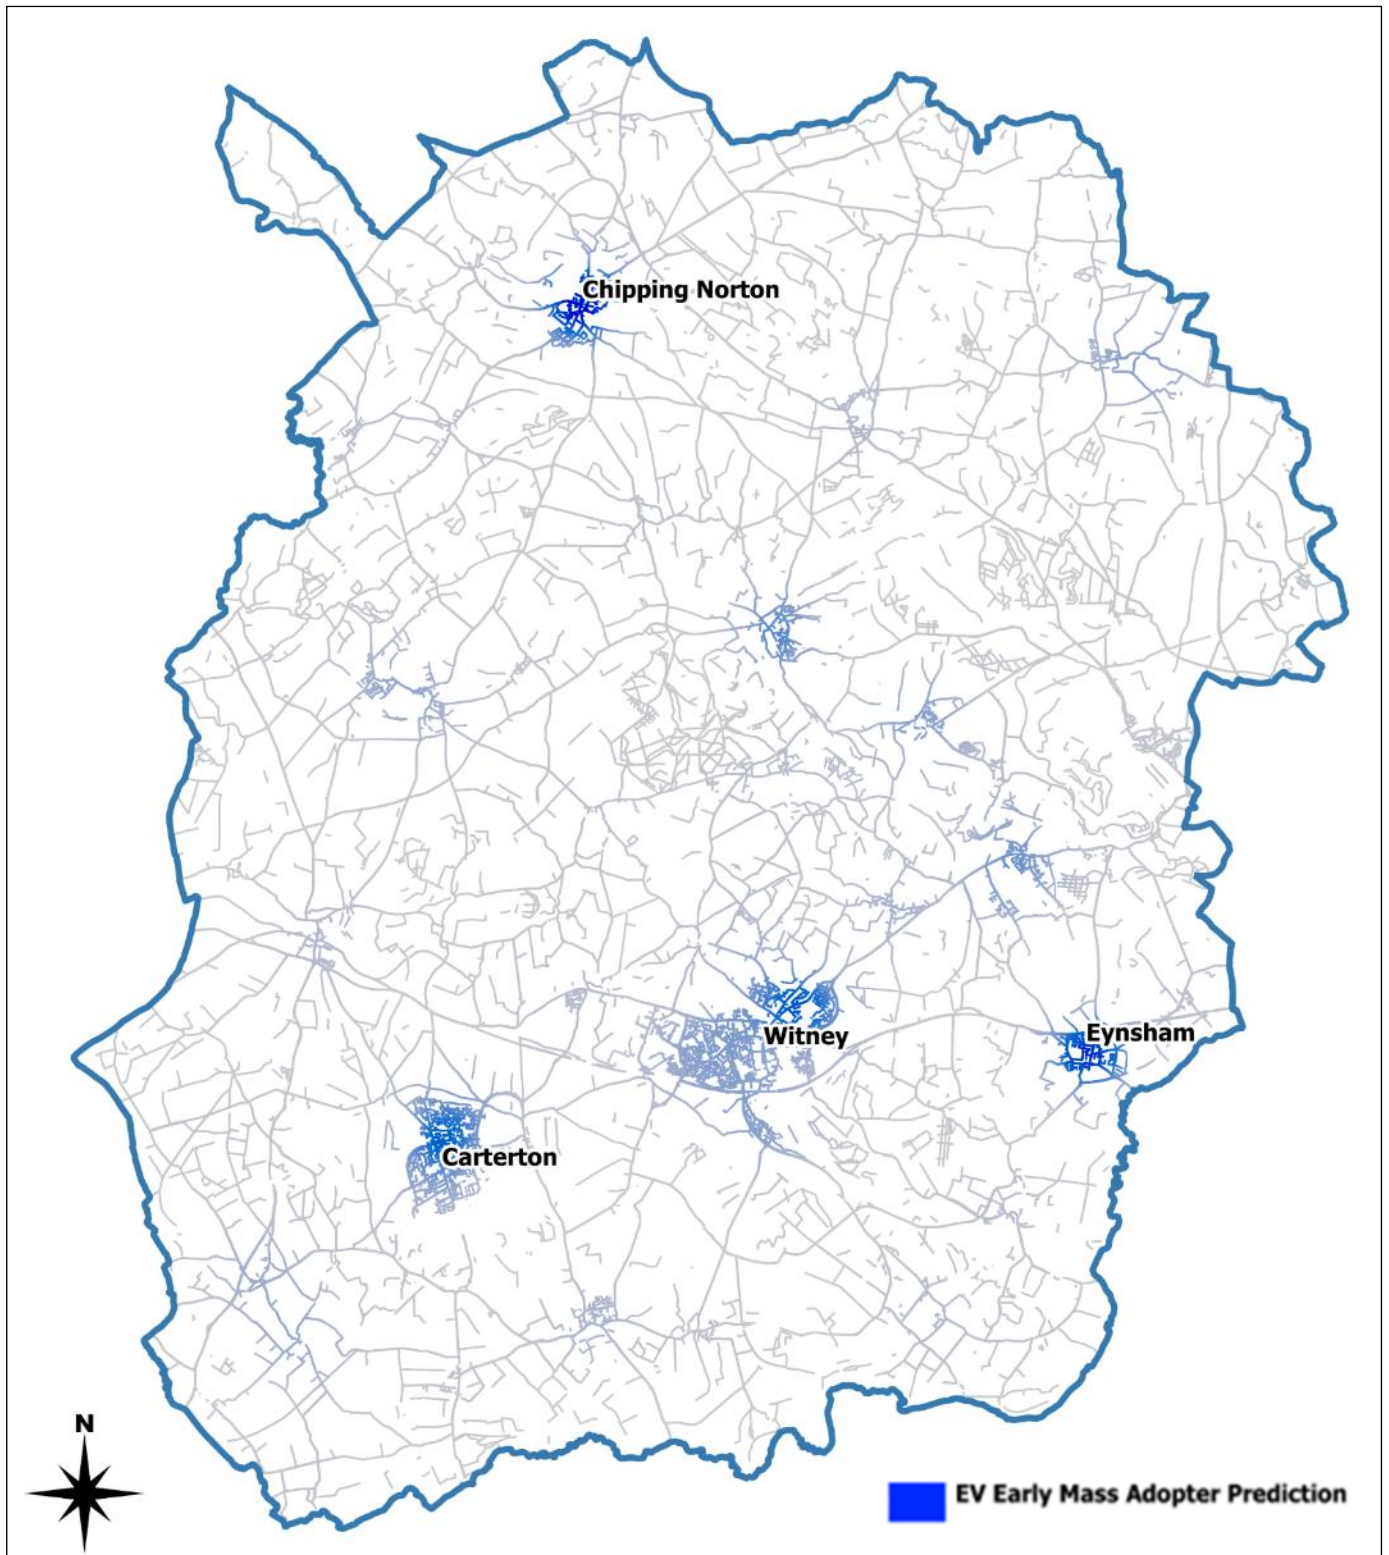 Chipping Norton
Witney
Eynsham
Carterton
N
EV Early Mass Adopter Prediction